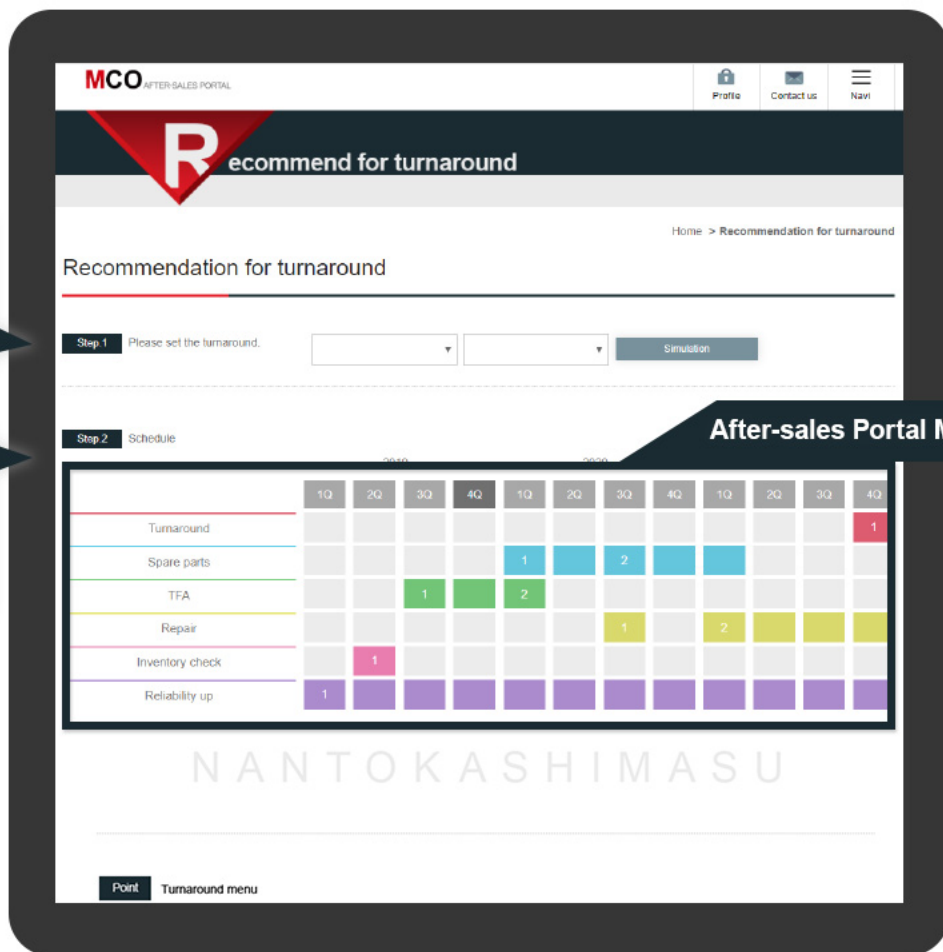 MCO AFTER-SALES PORTAL
Profile
Contact us
Navi
Recommend for turnaround
Home > Recommendation for turnaround
Recommendation for turnaround
Step.1 Please set the turnaround. Simulation
After-sales Portal M
Step.2 Schedule
1Q 2Q 3Q 4Q 1Q 2Q 3Q 4Q 1Q 2Q 3Q 4Q
Turnaround 1
Spare parts 1 2
TFA 1 2
Repair 1 2
Inventory check 1
Reliability up 1
NANTOKASHIMASU
Point Turnaround menu